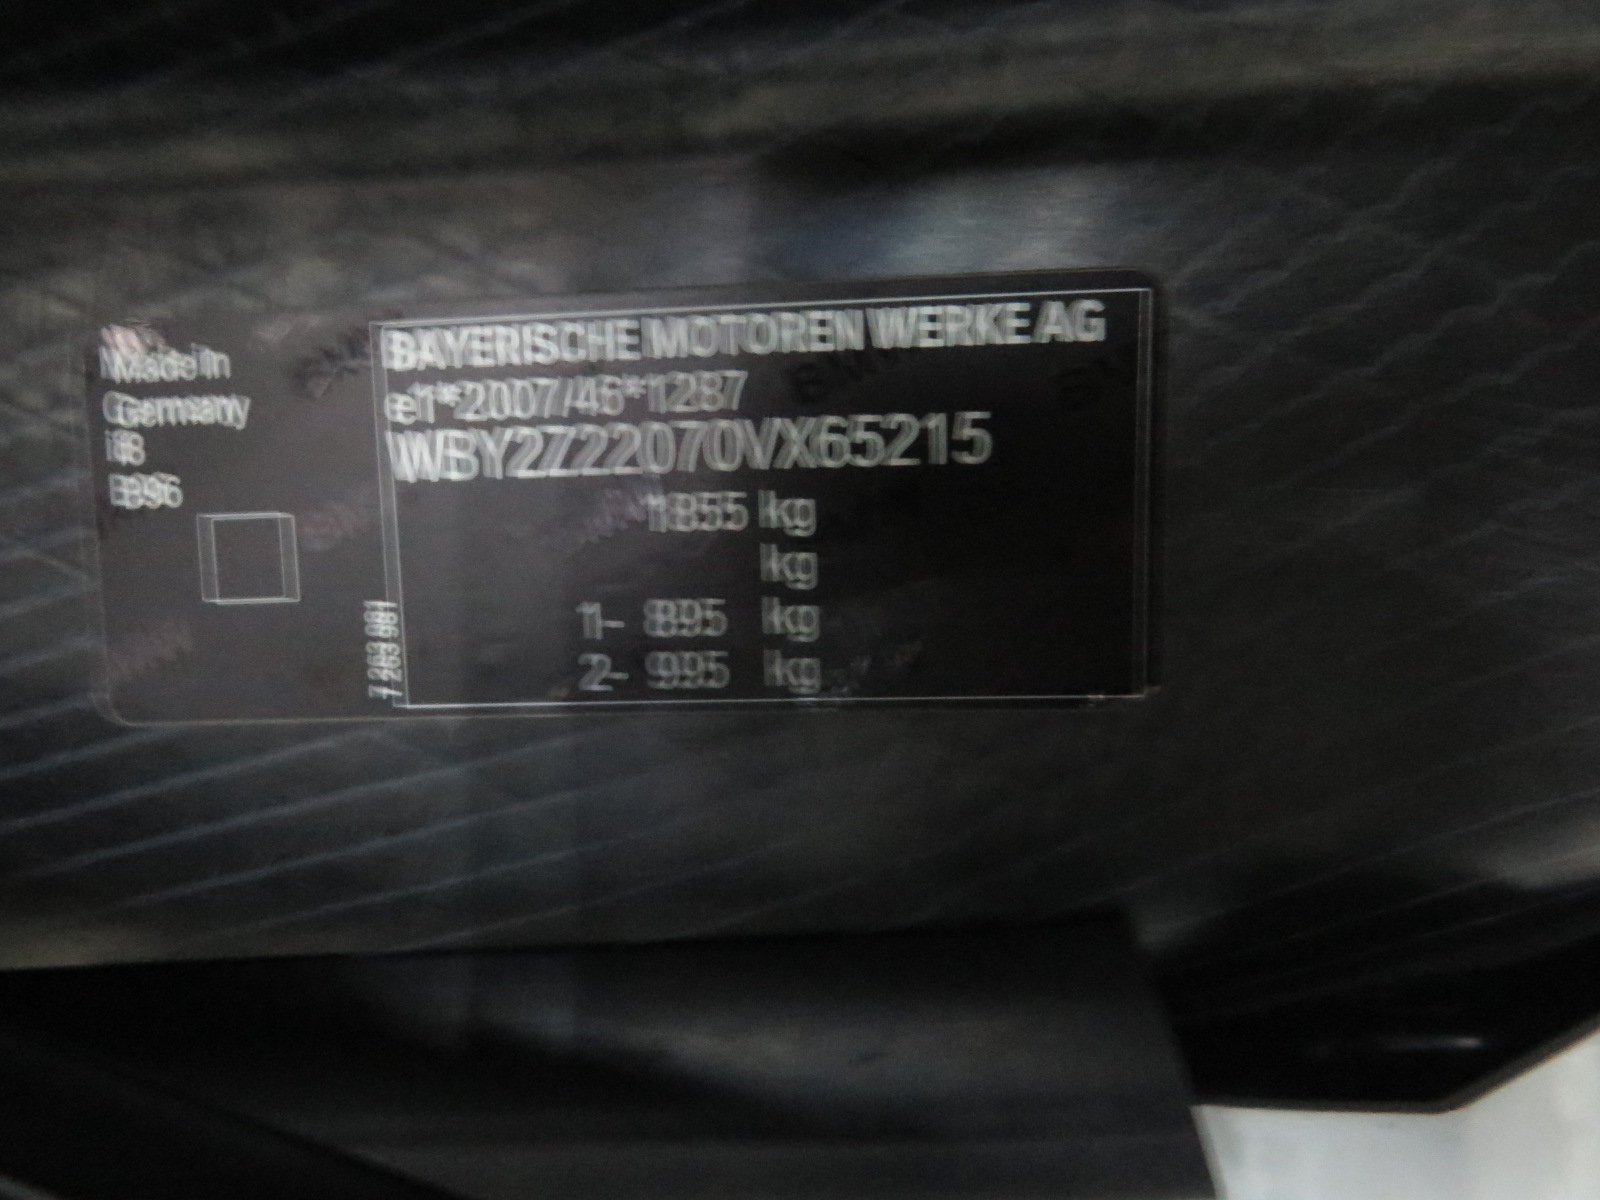 Made in
Germany
i8
B96
BAYERISCHE MOTOREN WERKE AG
e1*2007/46*1287
WBY2Z22070VX65215
1855 kg
kg
1- 895 kg
2- 995 kg
7 263 981